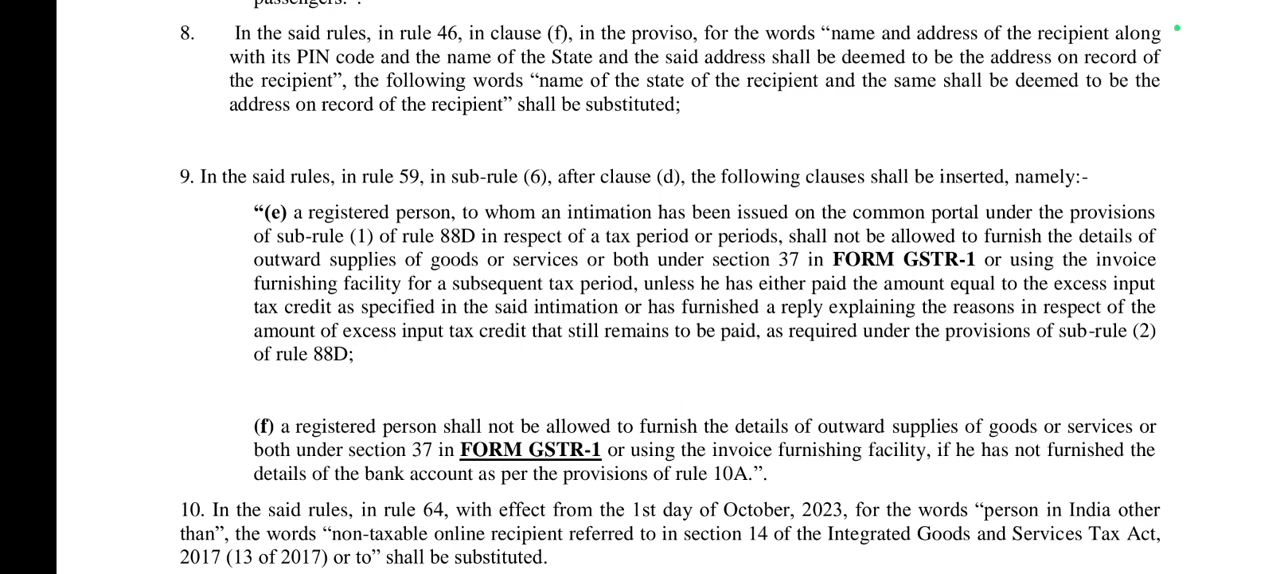 passengers.".
8. In the said rules, in rule 46, in clause (f), in the proviso, for the words “name and address of the recipient along
with its PIN code and the name of the State and the said address shall be deemed to be the address on record of
the recipient”, the following words “name of the state of the recipient and the same shall be deemed to be the
address on record of the recipient” shall be substituted;
9. In the said rules, in rule 59, in sub-rule (6), after clause (d), the following clauses shall be inserted, namely:-
“(e) a registered person, to whom an intimation has been issued on the common portal under the provisions
of sub-rule (1) of rule 88D in respect of a tax period or periods, shall not be allowed to furnish the details of
outward supplies of goods or services or both under section 37 in FORM GSTR-1 or using the invoice
furnishing facility for a subsequent tax period, unless he has either paid the amount equal to the excess input
tax credit as specified in the said intimation or has furnished a reply explaining the reasons in respect of the
amount of excess input tax credit that still remains to be paid, as required under the provisions of sub-rule (2)
of rule 88D;
(f) a registered person shall not be allowed to furnish the details of outward supplies of goods or services or
both under section 37 in FORM GSTR-1 or using the invoice furnishing facility, if he has not furnished the
details of the bank account as per the provisions of rule 10A.”.
10. In the said rules, in rule 64, with effect from the 1st day of October, 2023, for the words “person in India other
than”, the words “non-taxable online recipient referred to in section 14 of the Integrated Goods and Services Tax Act,
2017 (13 of 2017) or to” shall be substituted.